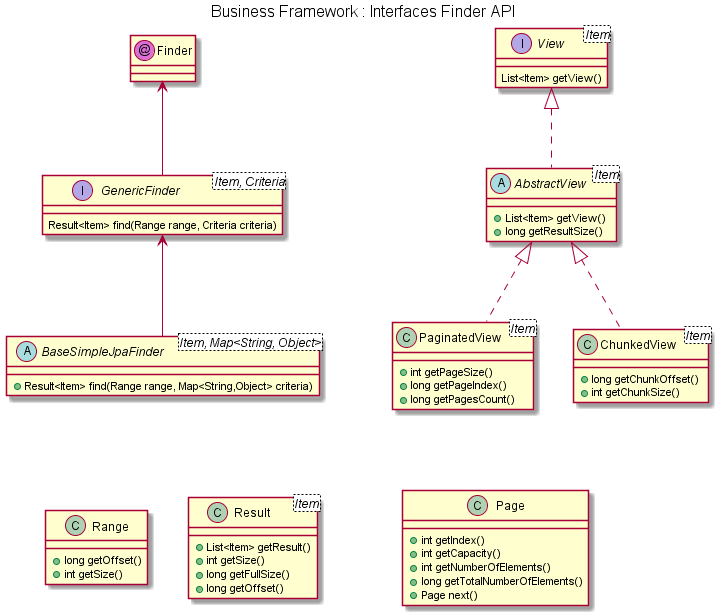 Business Framework : Interfaces Finder API
@ Finder
I View
Item
List<Item> getView()
I GenericFinder
Item, Criteria
Result<Item> find(Range range, Criteria criteria)
A AbstractView
Item
List<Item> getView()
long getResultSize()
A BaseSimpleJpaFinder
Item, Map<String, Object>
Result<Item> find(Range range, Map<String,Object> criteria)
C PaginatedView
Item
int getPageSize()
long getPageIndex()
long getPagesCount()
C ChunkedView
Item
long getChunkOffset()
int getChunkSize()
C Range
long getOffset()
int getSize()
C Result
Item
List<Item> getResult()
int getSize()
long getFullSize()
long getOffset()
C Page
int getIndex()
int getCapacity()
int getNumberOfElements()
long getTotalNumberOfElements()
Page next()